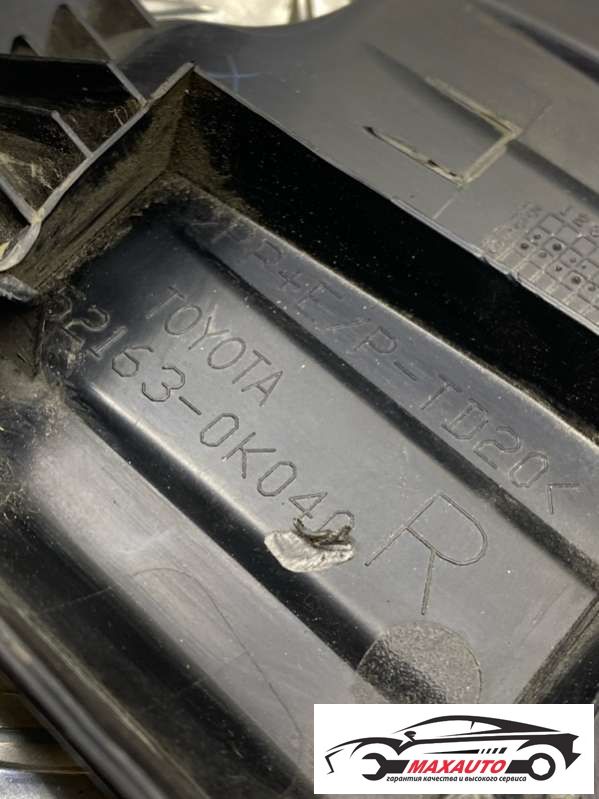 >PP+E/P-TD20<
TOYOTA
52163-0K040
R
MAXAUTO
гарантия качества и высокого сервиса